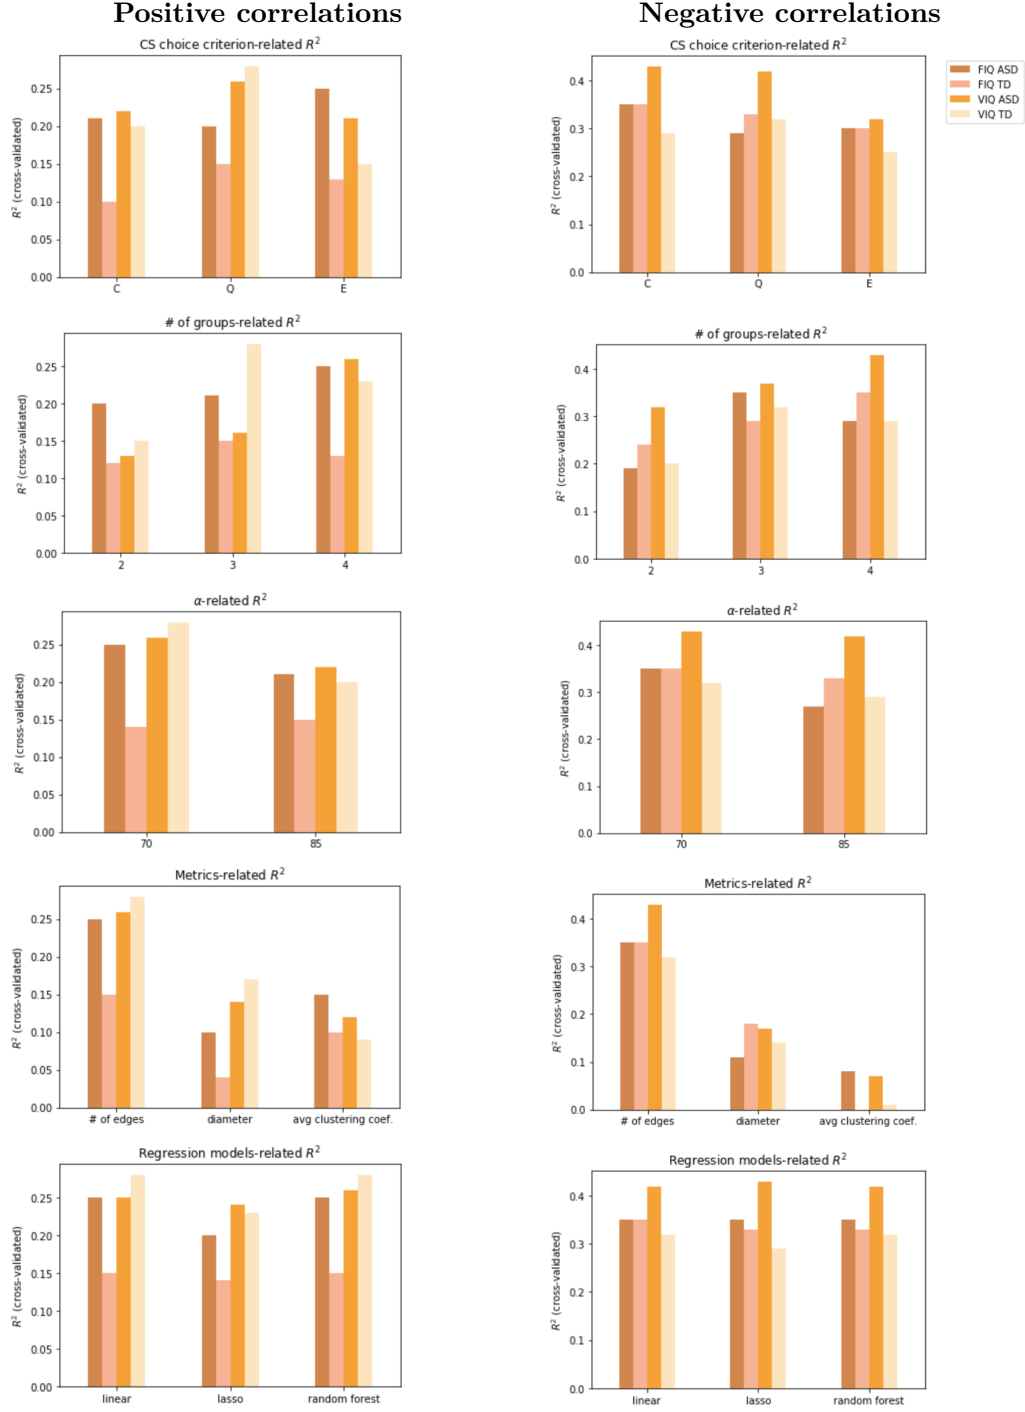 Positive correlations
Negative correlations
CS choice criterion-related R²
R² (cross-validated)
0.25
0.20
0.15
0.10
0.05
0.00
C Q E
CS choice criterion-related R²
R² (cross-validated)
0.4
0.3
0.2
0.1
0.0
C Q E
FIQ ASD
FIQ TD
VIQ ASD
VIQ TD
# of groups-related R²
R² (cross-validated)
0.25
0.20
0.15
0.10
0.05
0.00
2 3 4
# of groups-related R²
R² (cross-validated)
0.4
0.3
0.2
0.1
0.0
2 3 4
α-related R²
R² (cross-validated)
0.25
0.20
0.15
0.10
0.05
0.00
70 85
α-related R²
R² (cross-validated)
0.4
0.3
0.2
0.1
0.0
70 85
Metrics-related R²
R² (cross-validated)
0.25
0.20
0.15
0.10
0.05
0.00
# of edges diameter avg clustering coef.
Metrics-related R²
R² (cross-validated)
0.4
0.3
0.2
0.1
0.0
# of edges diameter avg clustering coef.
Regression models-related R²
R² (cross-validated)
0.25
0.20
0.15
0.10
0.05
0.00
linear lasso random forest
Regression models-related R²
R² (cross-validated)
0.4
0.3
0.2
0.1
0.0
linear lasso random forest